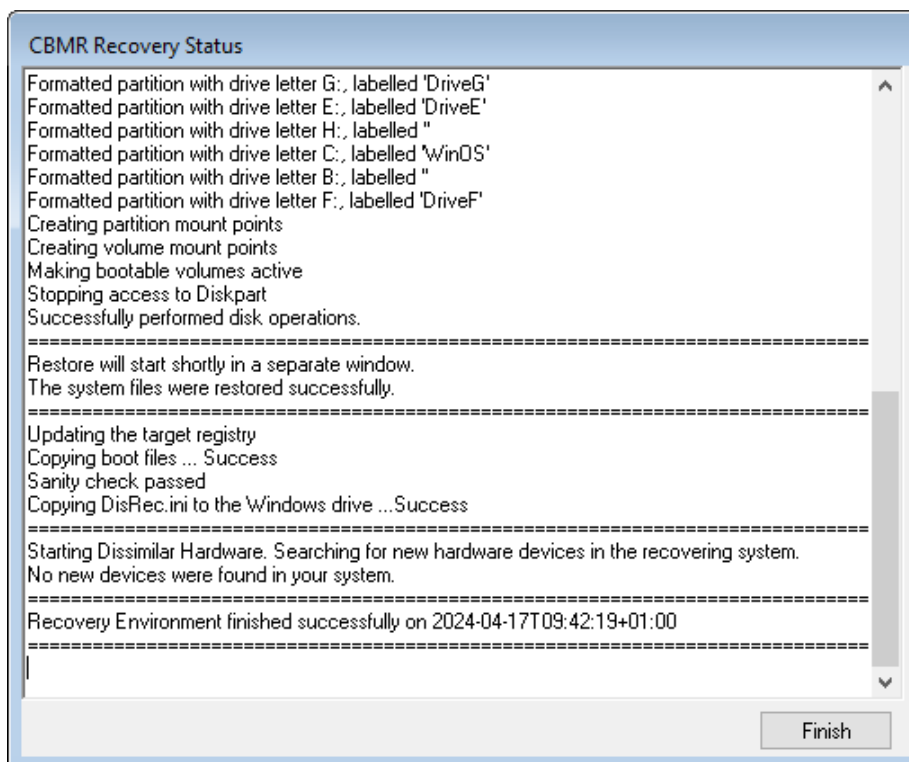 CBMR Recovery Status
Formatted partition with drive letter G:, labelled 'DriveG'
Formatted partition with drive letter E:, labelled 'DriveE'
Formatted partition with drive letter H:, labelled ''
Formatted partition with drive letter C:, labelled 'WinOS'
Formatted partition with drive letter B:, labelled ''
Formatted partition with drive letter F:, labelled 'DriveF'
Creating partition mount points
Creating volume mount points
Making bootable volumes active
Stopping access to Diskpart
Successfully performed disk operations.
==============================================================================
Restore will start shortly in a separate window.
The system files were restored successfully.
==============================================================================
Updating the target registry
Copying boot files ... Success
Sanity check passed
Copying DisRec.ini to the Windows drive ...Success
==============================================================================
Starting Dissimilar Hardware. Searching for new hardware devices in the recovering system.
No new devices were found in your system.
==============================================================================
Recovery Environment finished successfully on 2024-04-17T09:42:19+01:00
==============================================================================
Finish